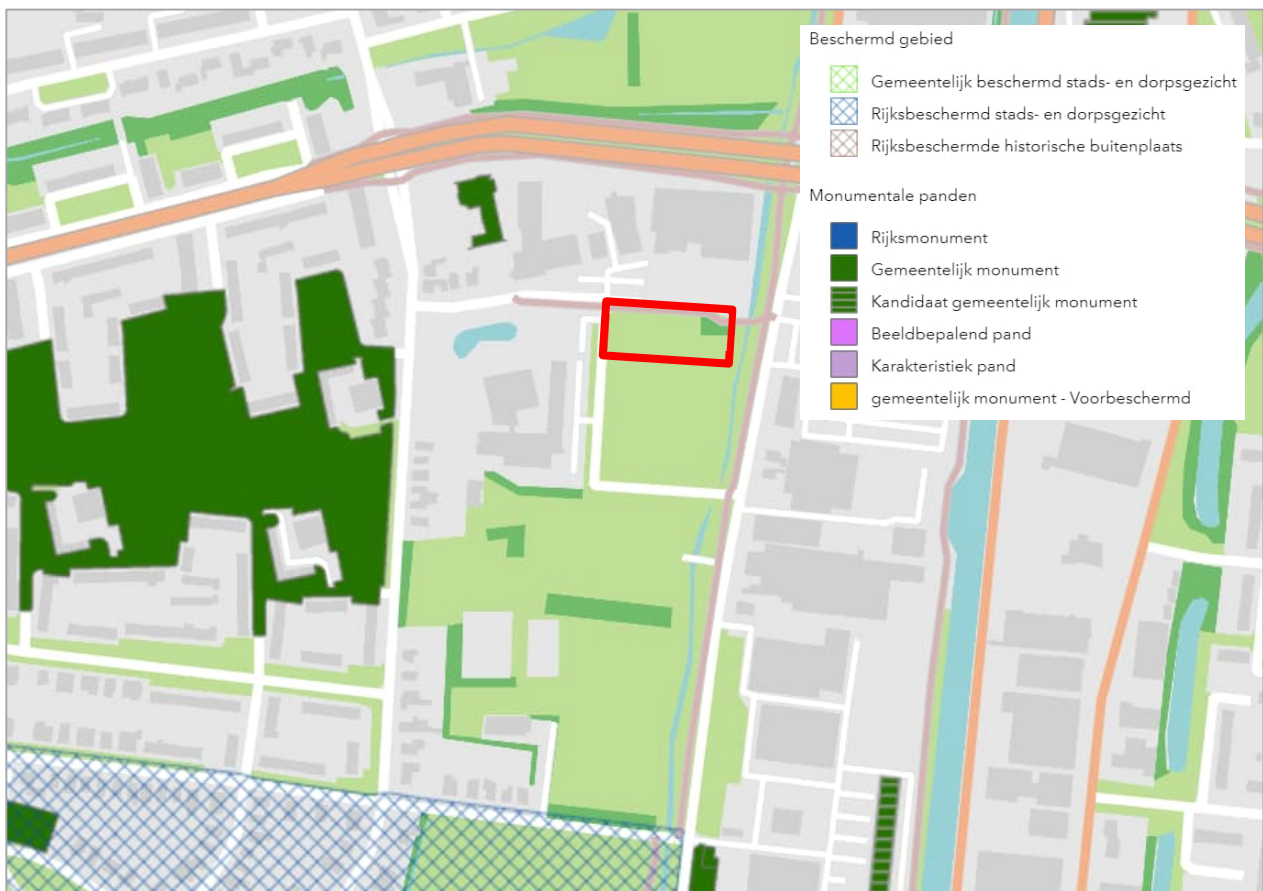 Beschermd gebied
Gemeentelijk beschermd stads- en dorpsgezicht
Rijksbeschermd stads- en dorpsgezicht
Rijksbeschermde historische buitenplaats
Monumentale panden
Rijksmonument
Gemeentelijk monument
Kandidaat gemeentelijk monument
Beeldbepalend pand
Karakteristiek pand
gemeentelijk monument - Voorbeschermd